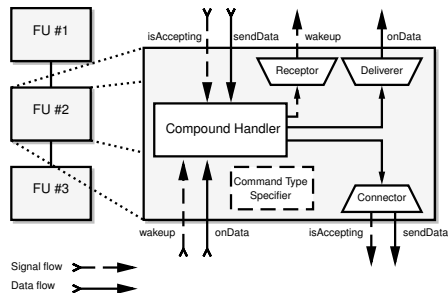 FU #1
FU #2
FU #3
isAccepting
sendData
wakeup
onData
Receptor
Deliverer
Compound Handler
Command Type
Specifier
Connector
wakeup
onData
isAccepting
sendData
Signal flow
Data flow